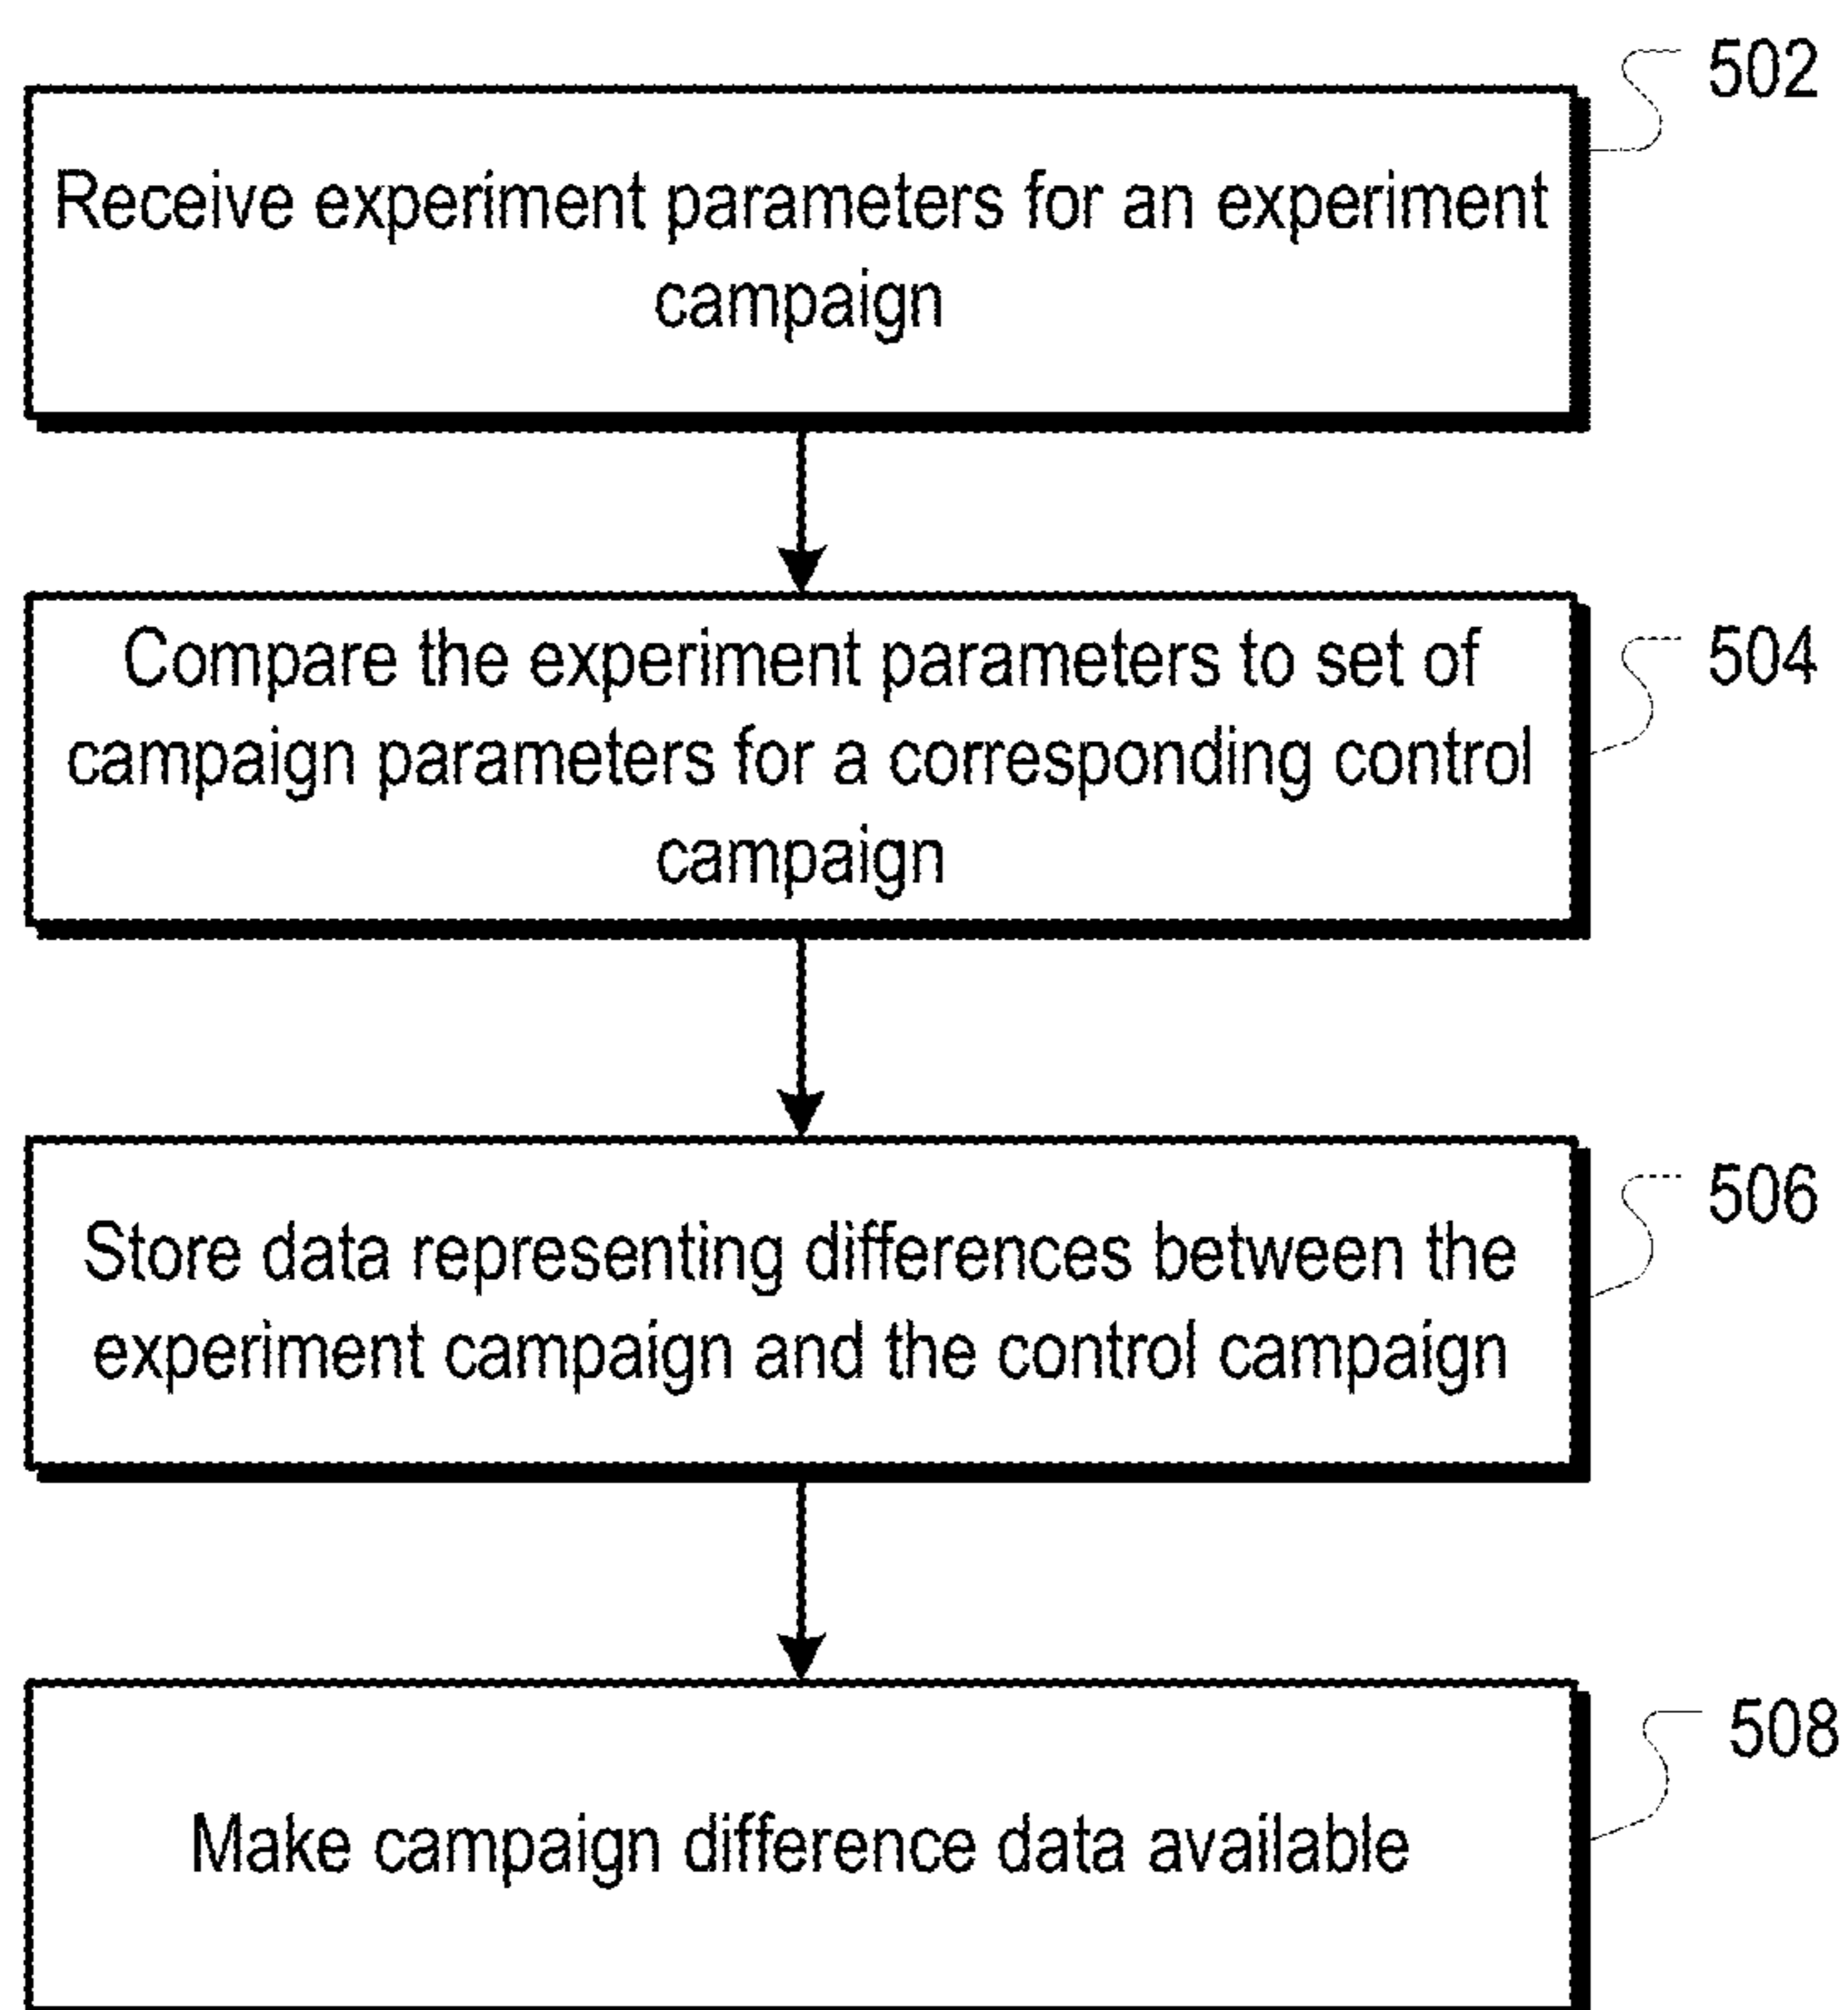 502
Receive experiment parameters for an experiment
campaign
504
Compare the experiment parameters to set of
campaign parameters for a corresponding control
campaign
506
Store data representing differences between the
experiment campaign and the control campaign
508
Make campaign difference data available